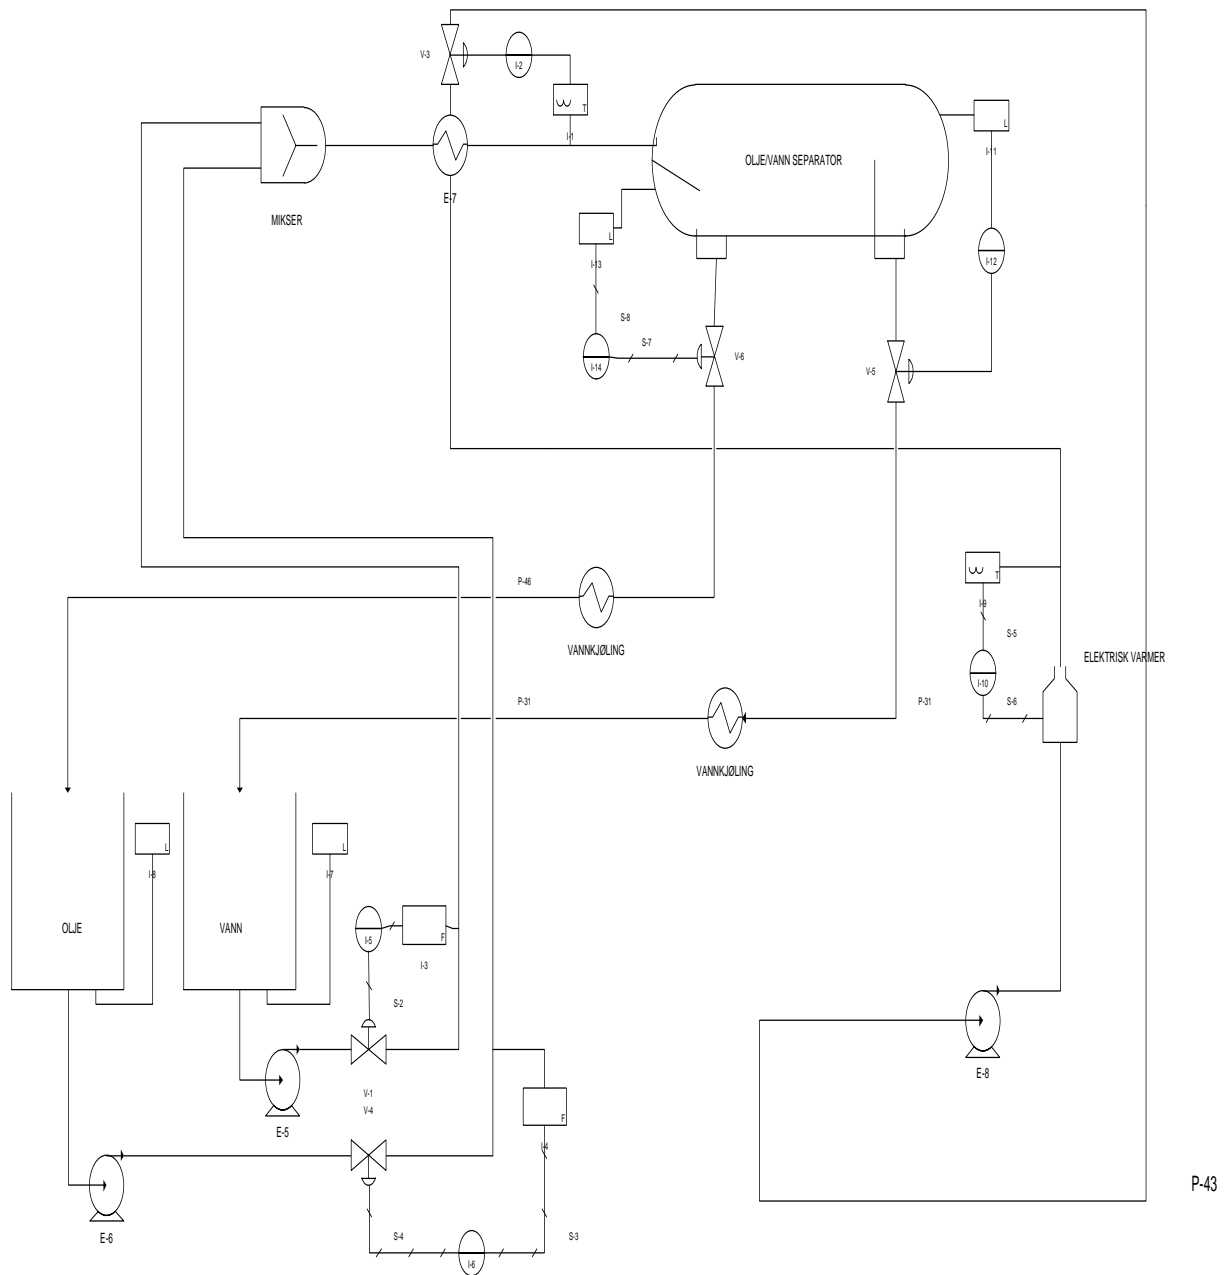 V-3
I-2
T
I-1
L
I-11
OLJE/VANN SEPARATOR
E-7
MIKSER
L
I-13
I-12
S-8
S-7
I-14
V-6
V-5
T
I-9
S-5
P-46
VANNKJØLING
ELEKTRISK VARMER
I-10
S-6
P-31
P-31
VANNKJØLING
L
I-8
L
I-7
OLJE
VANN
I-5
F
I-3
S-2
E-8
V-1
V-4
E-5
F
I-4
P-43
E-6
S-4
S-3
I-6